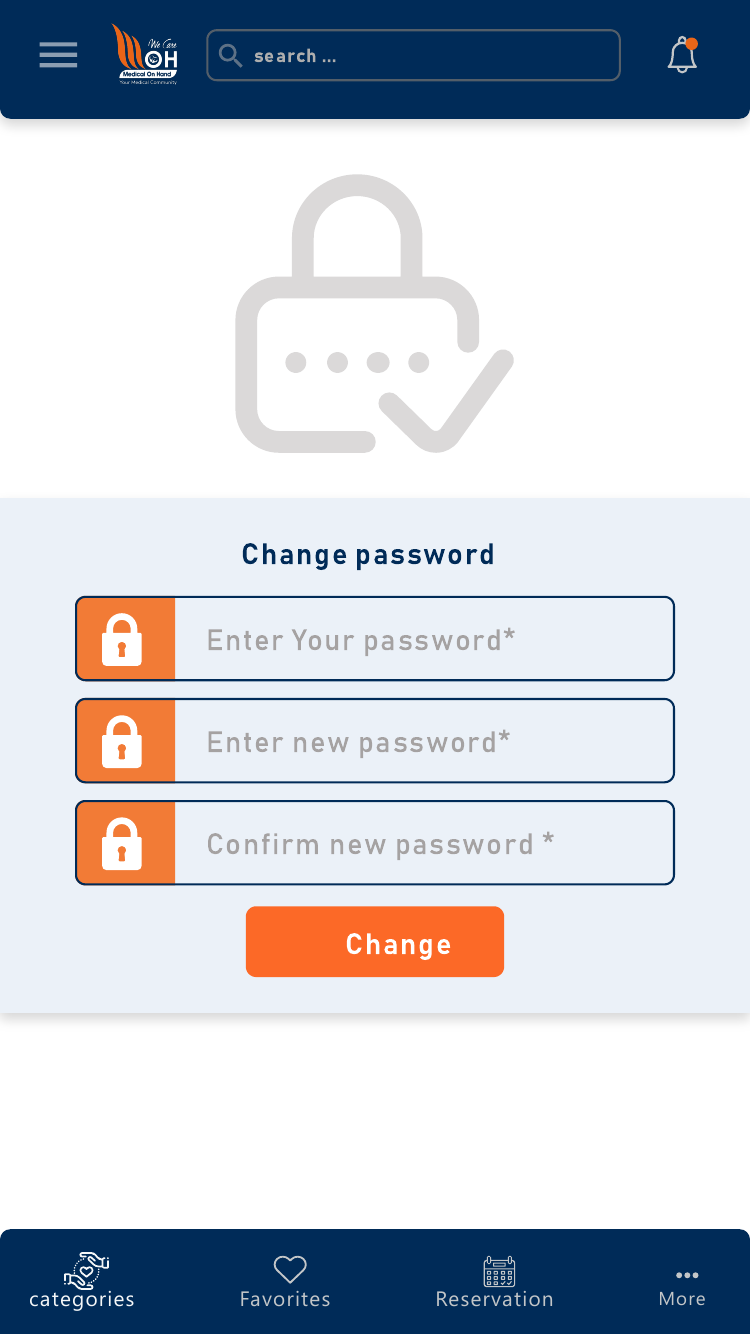 We Care
OH
Medical On Hand
Your Medical Community
search ...
Change password
Enter Your password*
Enter new password*
Confirm new password *
Change
categories
Favorites
Reservation
More